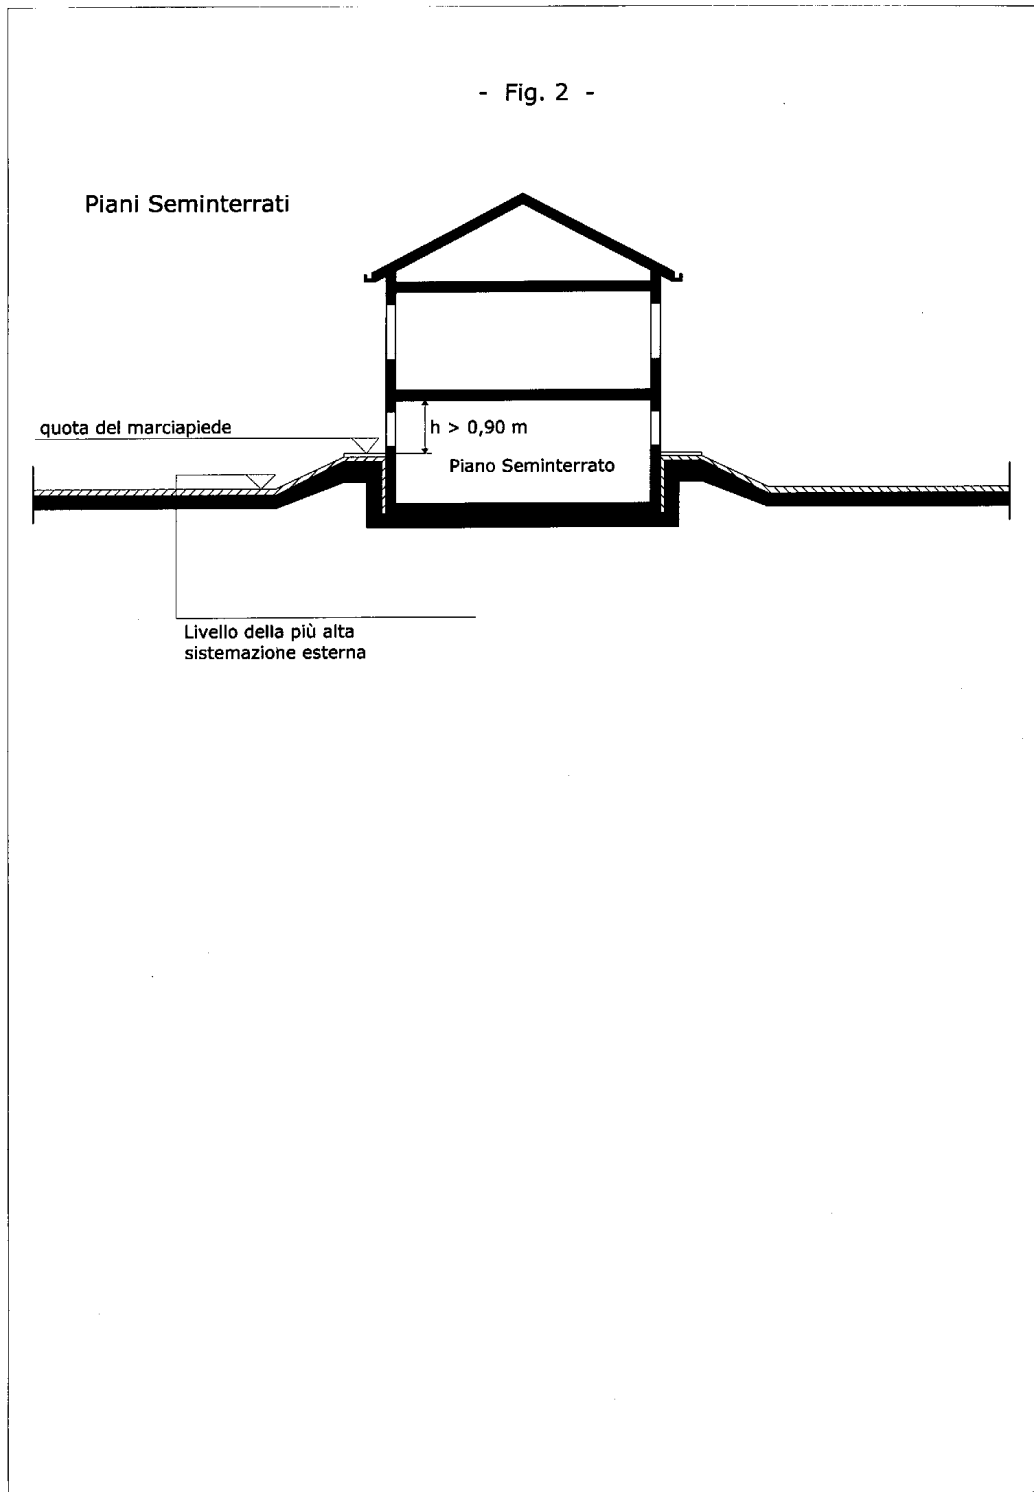 - Fig. 2 -
Piani Seminterrati
quota del marciapiede
h > 0,90 m
Piano Seminterrato
Livello della più alta
sistemazione esterna